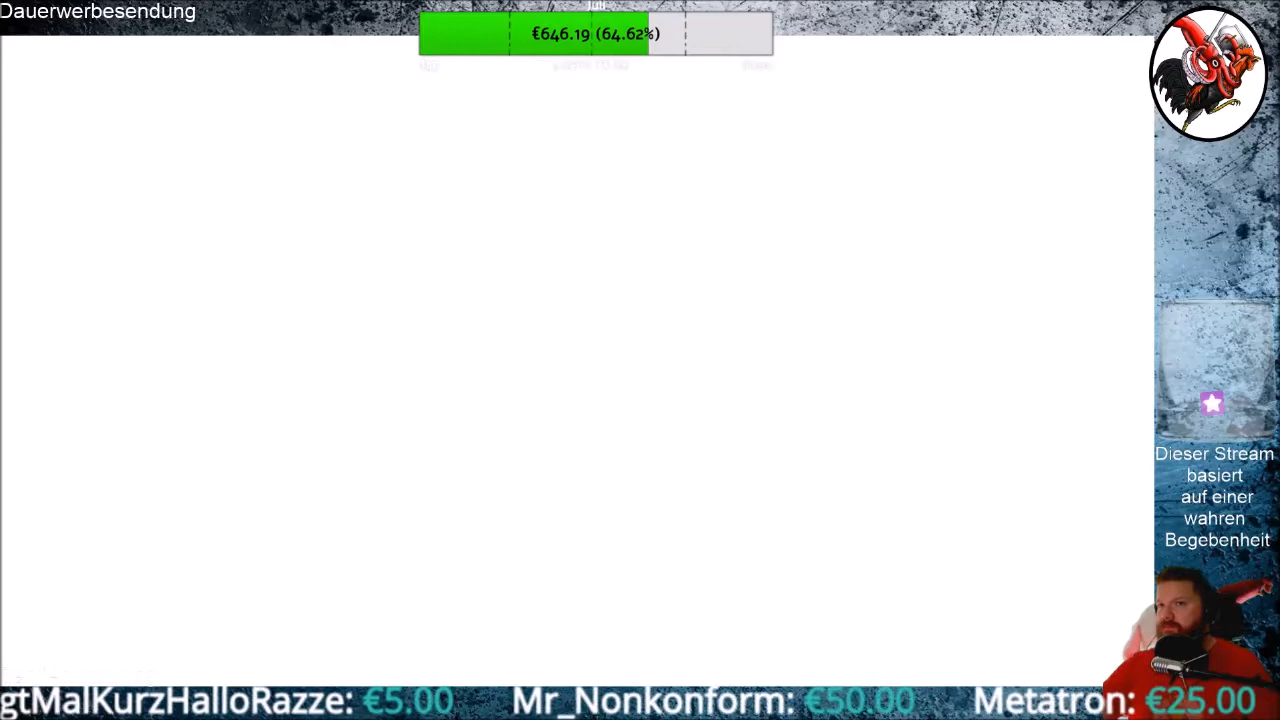 Dauerwerbesendung
Juli
€646.19 (64.62%)
Dieser Stream
basiert
auf einer
wahren
Begebenheit
gtMalKurzHalloRazze: €5.00 Mr_Nonkonform: €50.00 Metatron: €25.00